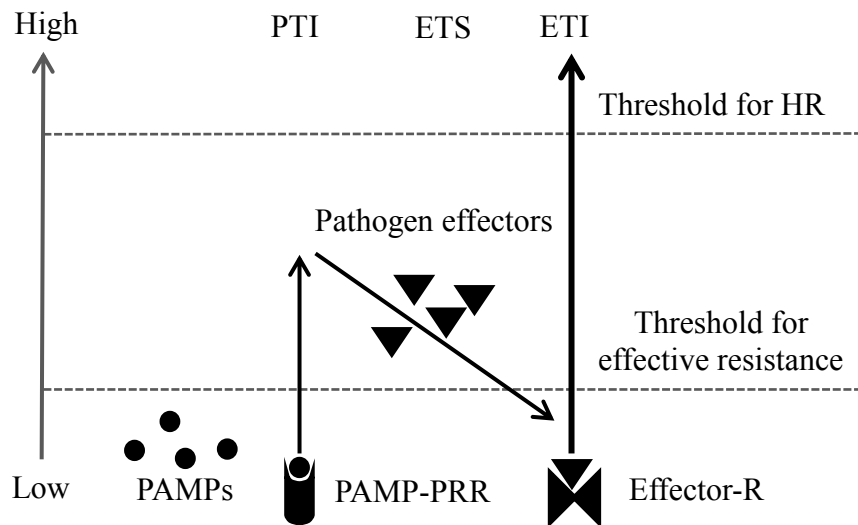 High
PTI
ETS
ETI
Threshold for HR
Pathogen effectors
Threshold for
effective resistance
Low
PAMPs
PAMP-PRR
Effector-R